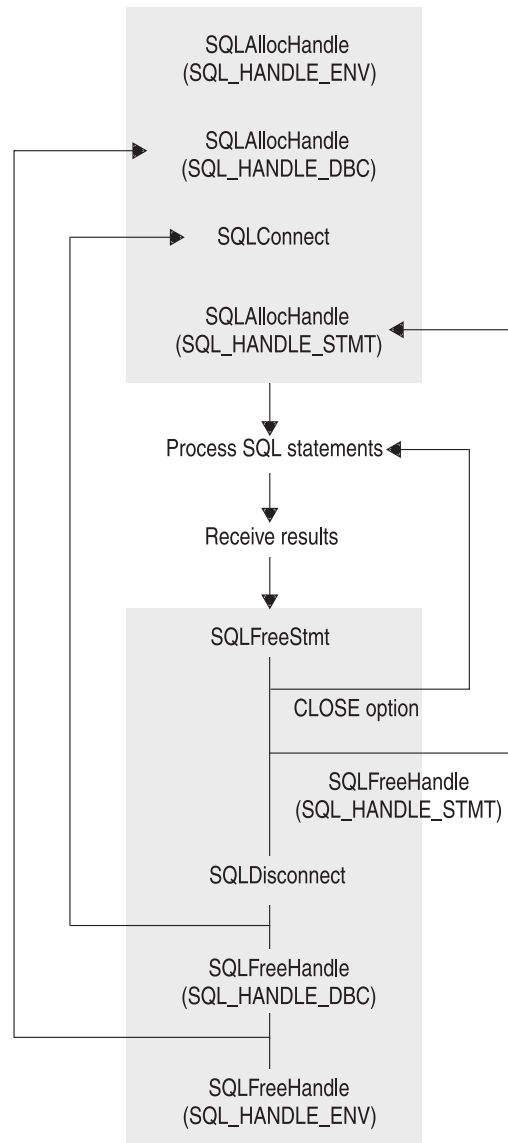 SQLAllocHandle
(SQL_HANDLE_ENV)
SQLAllocHandle
(SQL_HANDLE_DBC)
SQLConnect
SQLAllocHandle
(SQL_HANDLE_STMT)
Process SQL statements
Receive results
SQLFreeStmt
CLOSE option
SQLFreeHandle
(SQL_HANDLE_STMT)
SQLDisconnect
SQLFreeHandle
(SQL_HANDLE_DBC)
SQLFreeHandle
(SQL_HANDLE_ENV)